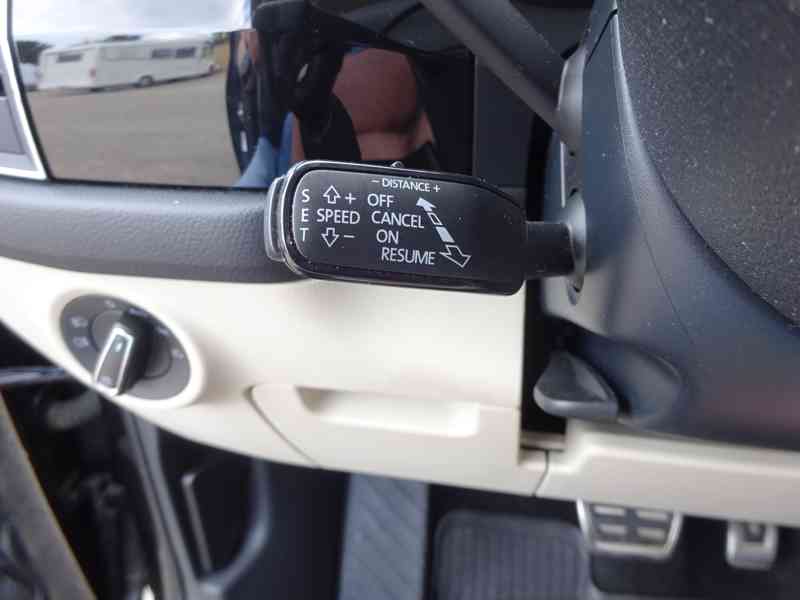 − DISTANCE +
S + OFF
E SPEED CANCEL
T − ON
RESUME